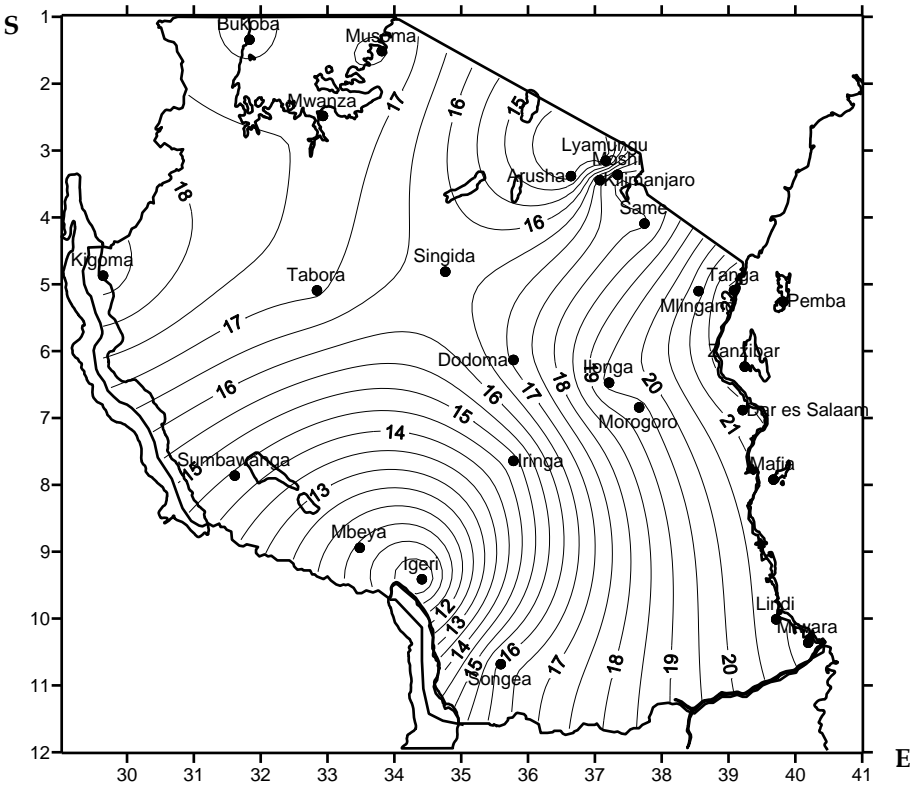 S
1
Bukoba
Musoma
2
17
16
15
Mwanza
3
Lyamungu
Moshi
Arusha
Kilimanjaro
18
Same
4
16
Kigoma
Singida
Tabora
Tanga
5
22
Mlingano
Pemba
17
Zanzibar
6
Dodoma
Ilonga
18
19
20
16
16
17
15
21
Dar es Salaam
7
Morogoro
14
Sumbawanga
15
Iringa
Mafia
8
13
Mbeya
9
Igeri
12
Lindi
10
13
Mtwara
14
16
15
17
18
19
20
Songea
11
12
E
30 31 32 33 34 35 36 37 38 39 40 41